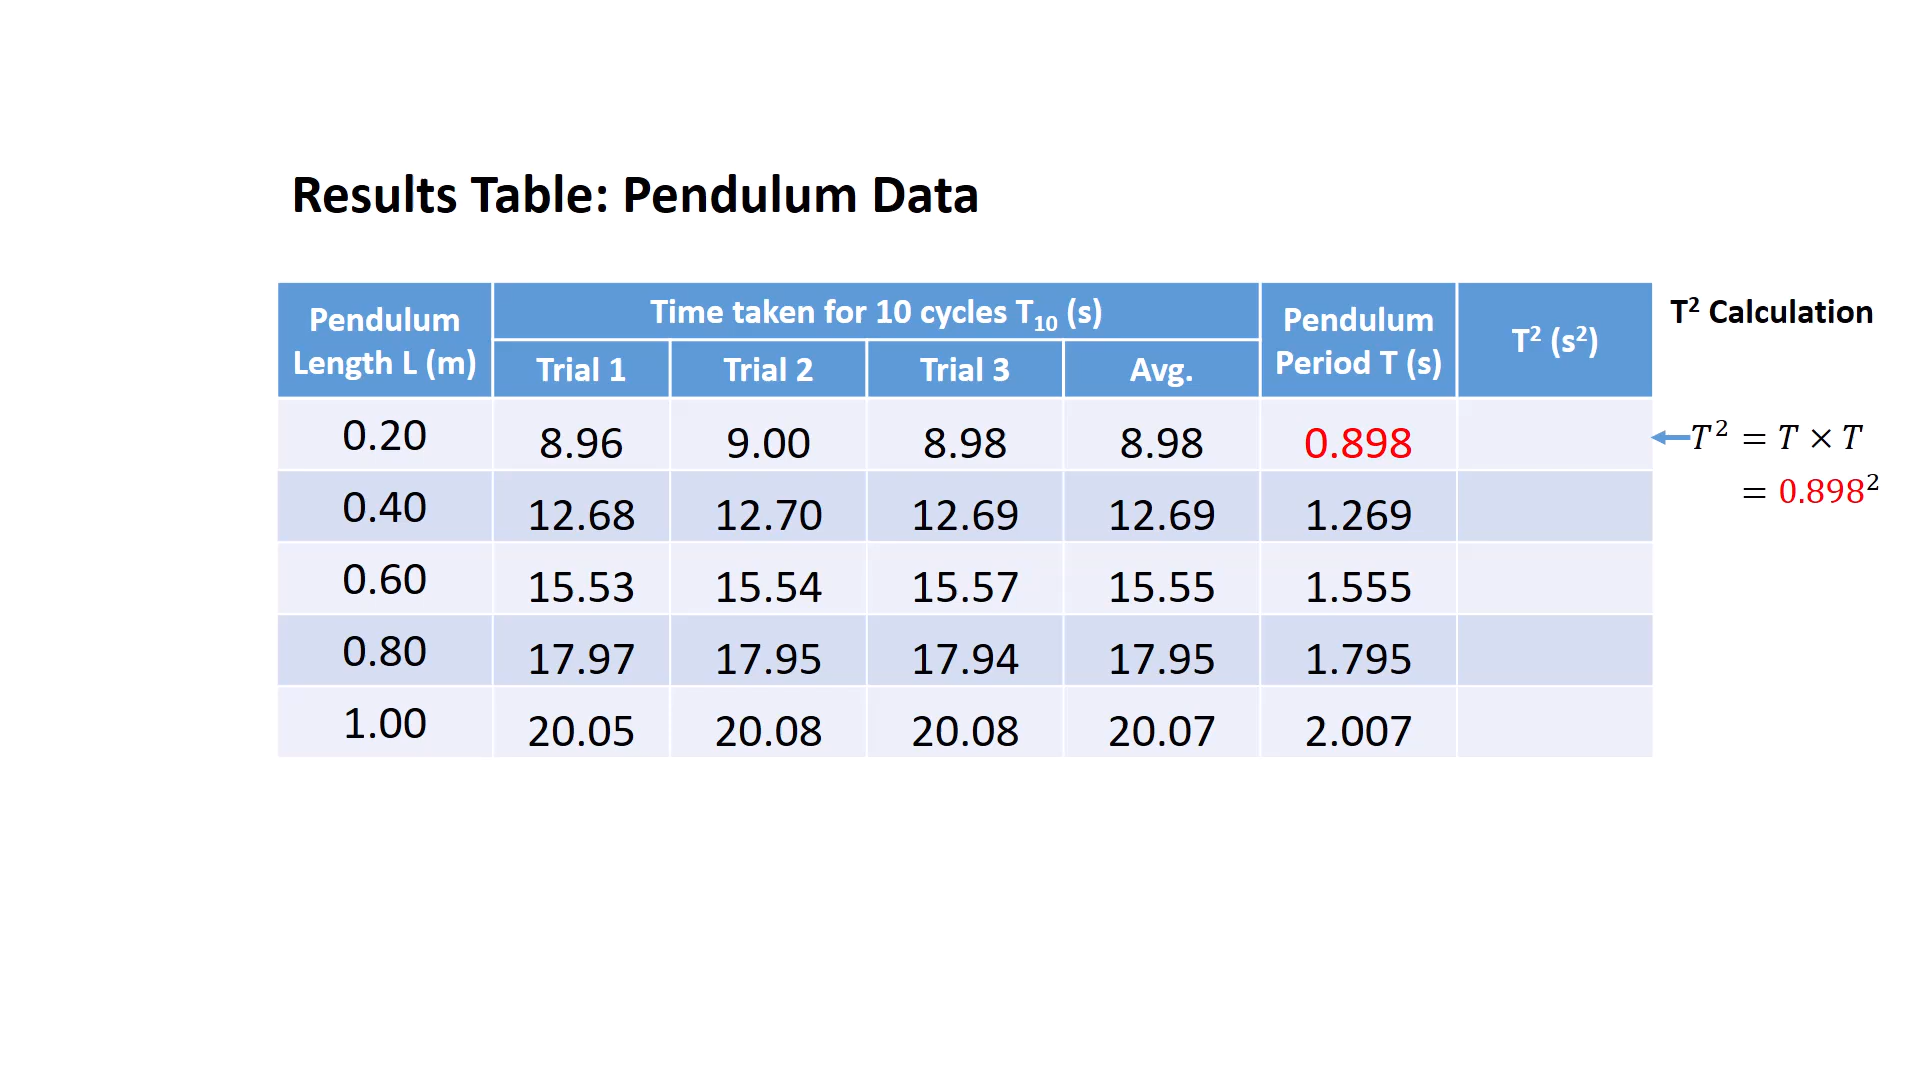 Results Table: Pendulum Data
Pendulum Length L (m)
Time taken for 10 cycles T₁₀ (s)
Pendulum Period T (s)
T² (s²)
T² Calculation
Trial 1 Trial 2 Trial 3 Avg.
0.20 8.96 9.00 8.98 8.98 0.898
T² = T × T
= 0.898²
0.40 12.68 12.70 12.69 12.69 1.269
0.60 15.53 15.54 15.57 15.55 1.555
0.80 17.97 17.95 17.94 17.95 1.795
1.00 20.05 20.08 20.08 20.07 2.007